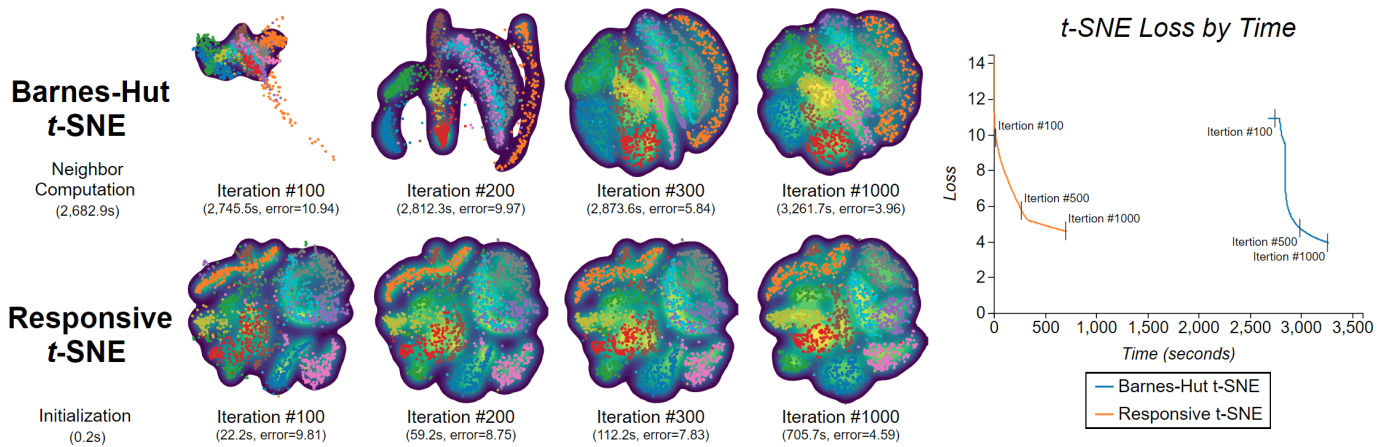 Barnes-Hut
t-SNE
Neighbor
Computation
(2,682.9s)
Iteration #100
(2,745.5s, error=10.94)
Iteration #200
(2,812.3s, error=9.97)
Iteration #300
(2,873.6s, error=5.84)
Iteration #1000
(3,261.7s, error=3.96)
Responsive
t-SNE
Initialization
(0.2s)
Iteration #100
(22.2s, error=9.81)
Iteration #200
(59.2s, error=8.75)
Iteration #300
(112.2s, error=7.83)
Iteration #1000
(705.7s, error=4.59)
t-SNE Loss by Time
Loss
14
12
10
8
6
4
2
0
Itertion #100
Itertion #500
Itertion #1000
Itertion #100
Itertion #500
Itertion #1000
0
500
1,000
1,500
2,000
2,500
3,000
3,500
Time (seconds)
Barnes-Hut t-SNE
Responsive t-SNE